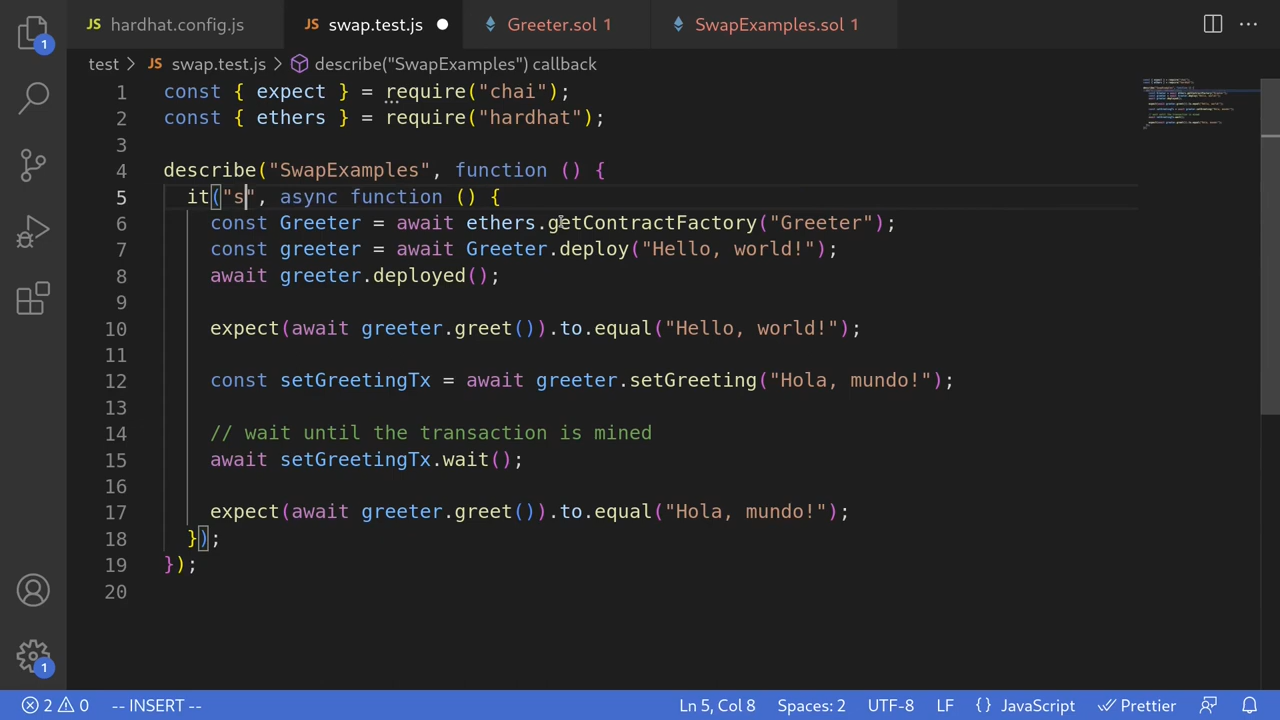 JS hardhat.config.js JS swap.test.js Greeter.sol 1 SwapExamples.sol 1
test > JS swap.test.js > describe("SwapExamples") callback
1 const { expect } = require("chai");
2 const { ethers } = require("hardhat");
3
4 describe("SwapExamples", function () {
5 it("s", async function () {
6 const Greeter = await ethers.getContractFactory("Greeter");
7 const greeter = await Greeter.deploy("Hello, world!");
8 await greeter.deployed();
9
10 expect(await greeter.greet()).to.equal("Hello, world!");
11
12 const setGreetingTx = await greeter.setGreeting("Hola, mundo!");
13
14 // wait until the transaction is mined
15 await setGreetingTx.wait();
16
17 expect(await greeter.greet()).to.equal("Hola, mundo!");
18 });
19 });
20
1
1
2 0 -- INSERT -- Ln 5, Col 8 Spaces: 2 UTF-8 LF {} JavaScript Prettier